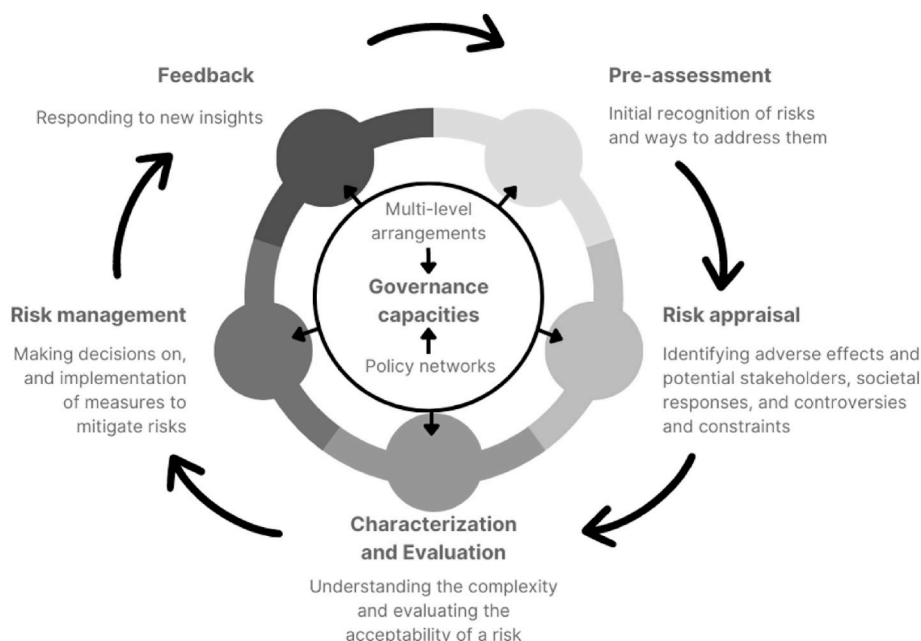 Feedback
Responding to new insights
Pre-assessment
Initial recognition of risks
and ways to address them
Multi-level
arrangements
Governance
capacities
Policy networks
Risk management
Making decisions on,
and implementation
of measures to
mitigate risks
Risk appraisal
Identifying adverse effects and
potential stakeholders, societal
responses, and controversies
and constraints
Characterization
and Evaluation
Understanding the complexity
and evaluating the
acceptability of a risk